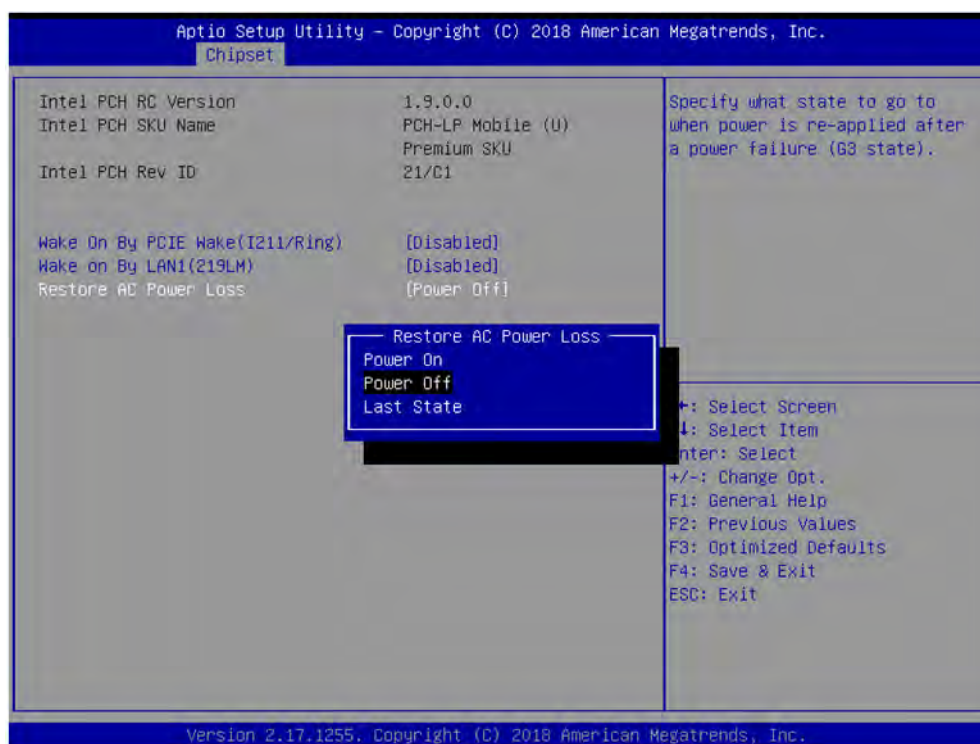 Aptio Setup Utility – Copyright (C) 2018 American Megatrends, Inc.
Chipset
Intel PCH RC Version 1.9.0.0
Intel PCH SKU Name PCH-LP Mobile (U)
Premium SKU
Intel PCH Rev ID 21/C1
Wake On By PCIE Wake(I211/Ring) [Disabled]
Wake on By LAN1(219LM) [Disabled]
Restore AC Power Loss [Power Off]
Restore AC Power Loss
Power On
Power Off
Last State
Specify what state to go to
when power is re-applied after
a power failure (G3 state).
: Select Screen
: Select Item
nter: Select
+/-: Change Opt.
F1: General Help
F2: Previous Values
F3: Optimized Defaults
F4: Save & Exit
ESC: Exit
Version 2.17.1255. Copyright (C) 2018 American Megatrends, Inc.